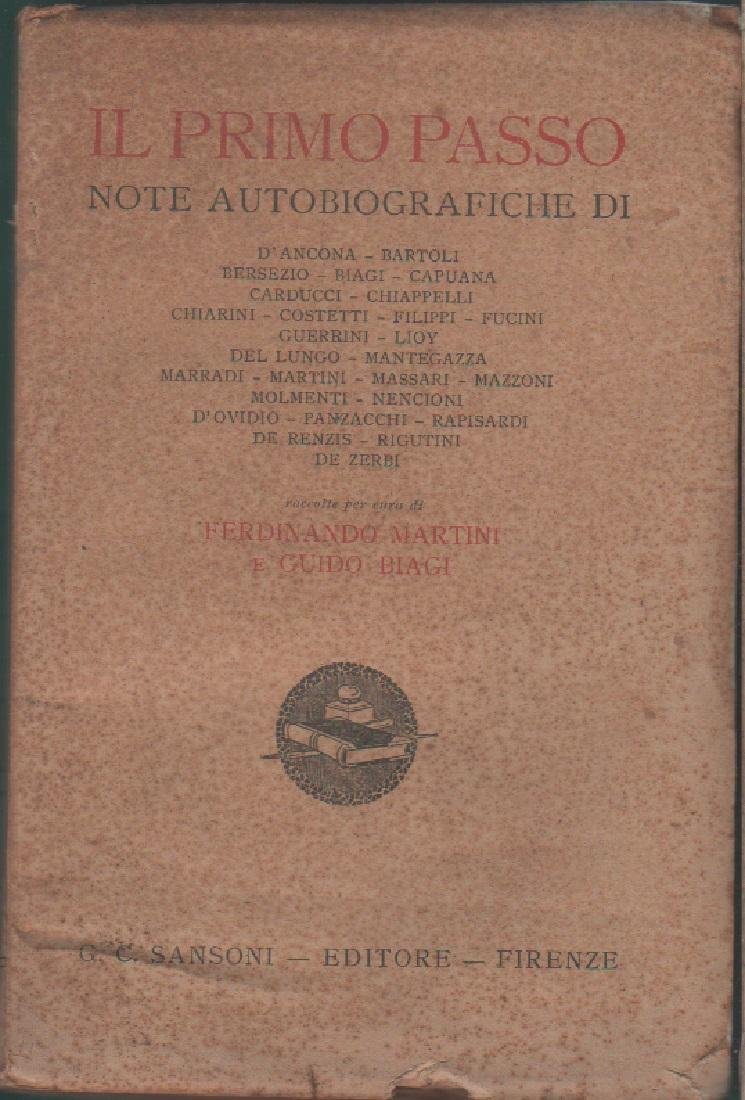 IL PRIMO PASSO
NOTE AUTOBIOGRAFICHE DI
D'ANCONA – BARTOLI
BERSEZIO – BIAGI – CAPUANA
CARDUCCI – CHIAPPELLI
CHIARINI – COSTETTI – FILIPPI – FUCINI
GUERRINI – LIOY
DEL LUNGO – MANTEGAZZA
MARRADI – MARTINI – MASSARI – MAZZONI
MOLMENTI – NENCIONI
D'OVIDIO – PANZACCHI – RAPISARDI
DE RENZIS – RIGUTINI
DE ZERBI
raccolte per cura di
FERDINANDO MARTINI
E GUIDO BIAGI
G. C. SANSONI — EDITORE — FIRENZE